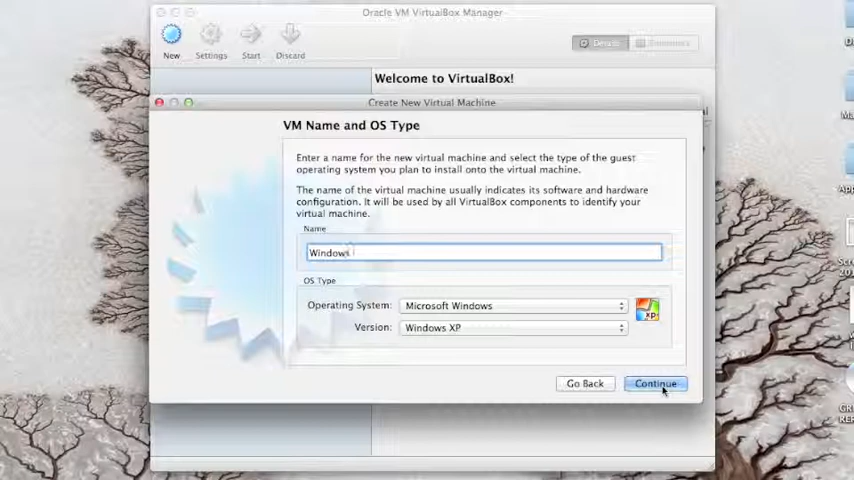 Oracle VM VirtualBox Manager
New
Settings
Start
Discard
Details
Welcome to VirtualBox!
Create New Virtual Machine
VM Name and OS Type
Enter a name for the new virtual machine and select the type of the guest
operating system you plan to install onto the virtual machine.
The name of the virtual machine usually indicates its software and hardware
configuration. It will be used by all VirtualBox components to identify your
virtual machine.
Name
Windows
OS Type
Operating System:
Microsoft Windows
XP
Version:
Windows XP
Go Back
Continue